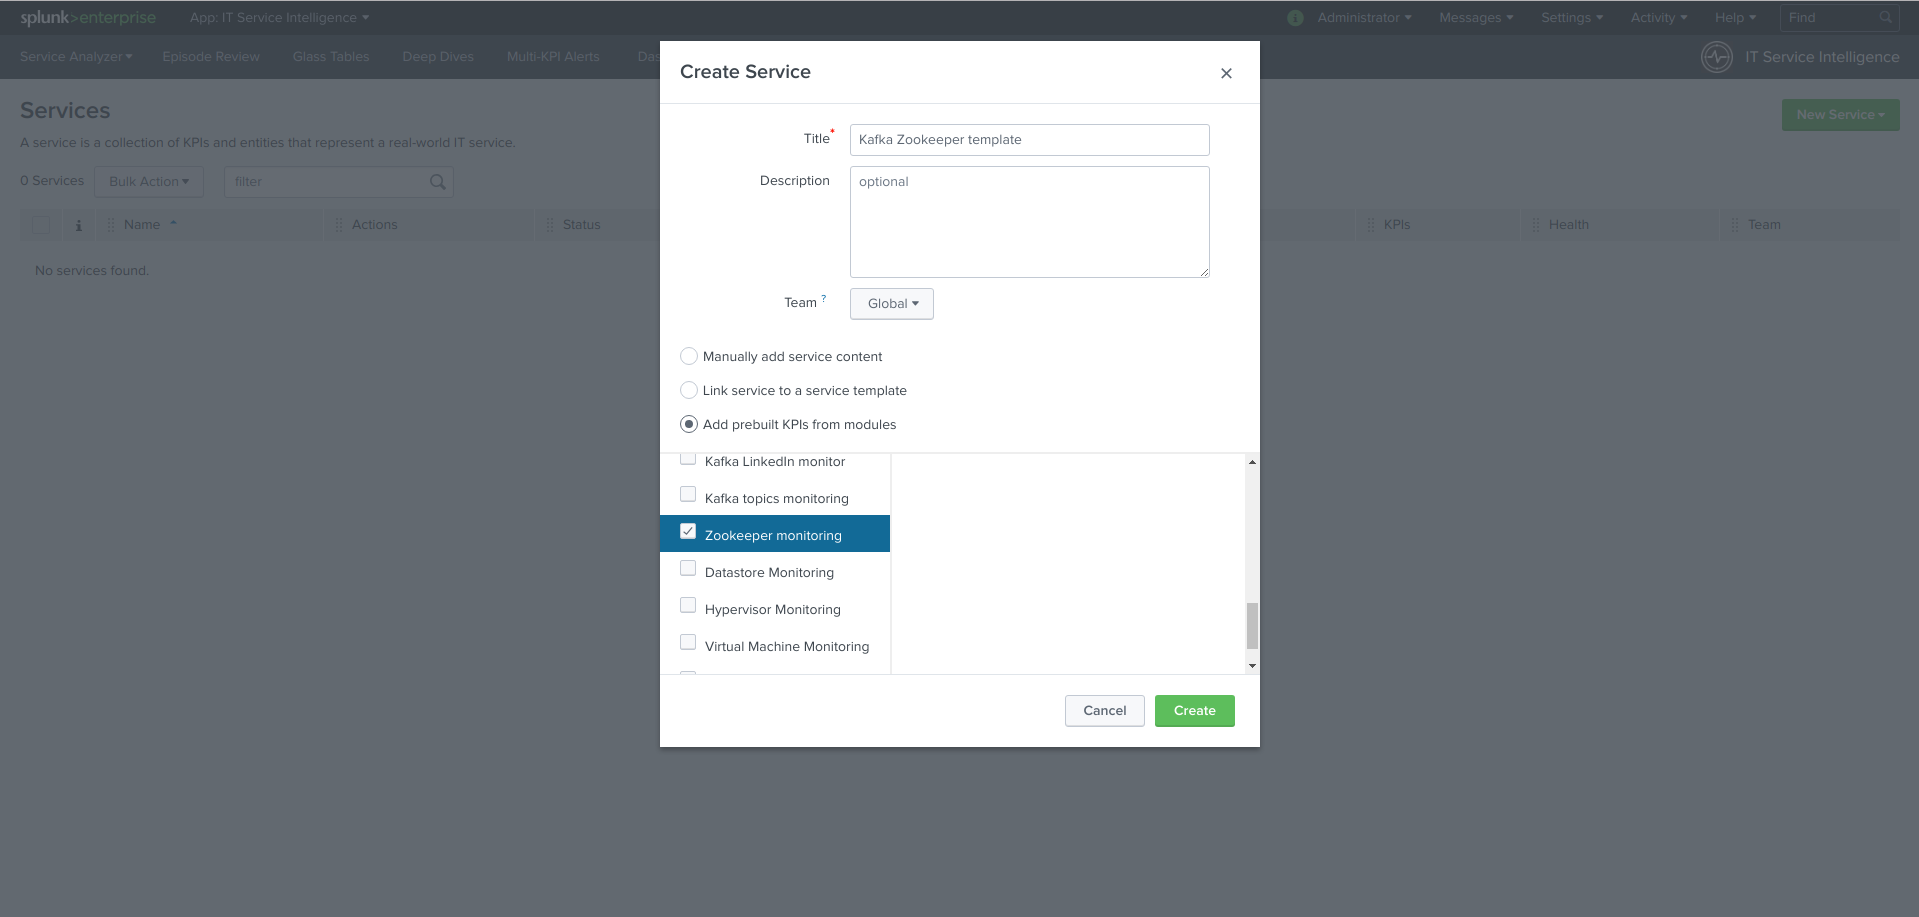 splunk>enterprise App: IT Service Intelligence Administrator Messages Settings Activity Help Find
Service Analyzer Episode Review Glass Tables Deep Dives Multi-KPI Alerts Das IT Service Intelligence
Create Service
Services
New Service
A service is a collection of KPIs and entities that represent a real-world IT service.
0 Services Bulk Action filter
i Name Actions Status KPIs Health Team
No services found.
Title* Kafka Zookeeper template
Description optional
Team ? Global
Manually add service content
Link service to a service template
Add prebuilt KPIs from modules
Kafka LinkedIn monitor
Kafka topics monitoring
Zookeeper monitoring
Datastore Monitoring
Hypervisor Monitoring
Virtual Machine Monitoring
Cancel Create